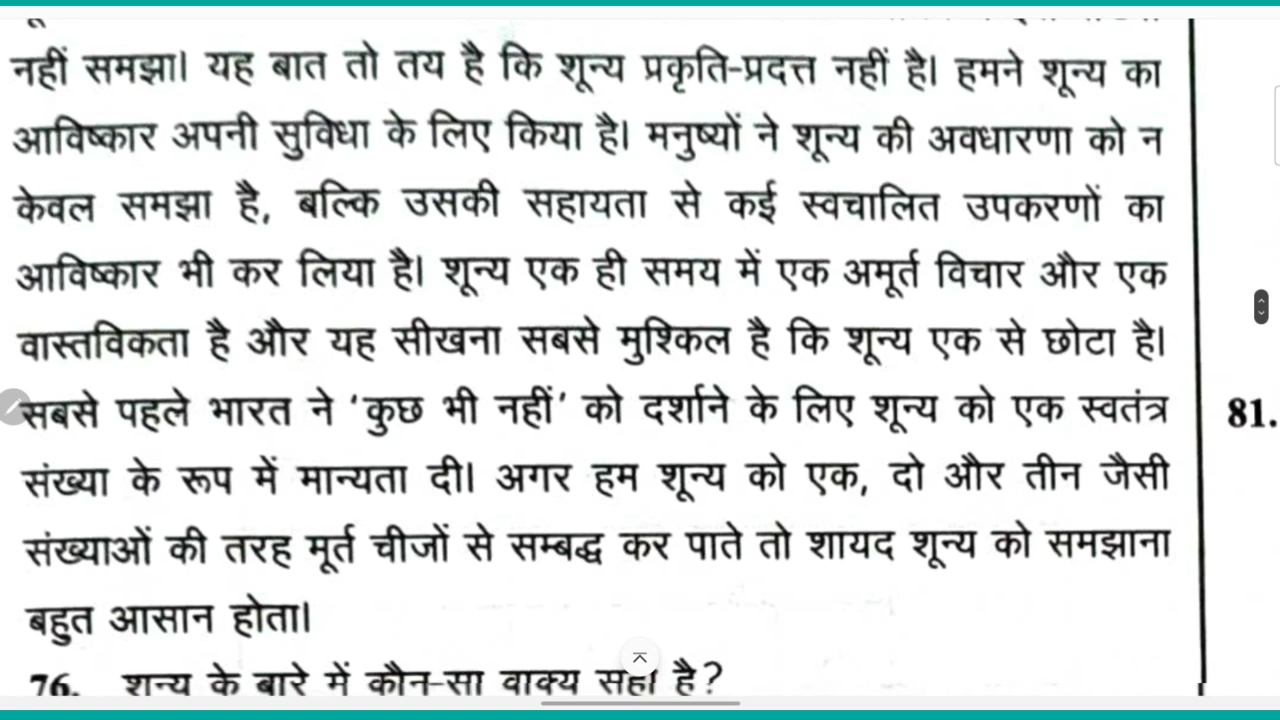 नहीं समझा। यह बात तो तय है कि शून्य प्रकृति-प्रदत्त नहीं है। हमने शून्य का
आविष्कार अपनी सुविधा के लिए किया है। मनुष्यों ने शून्य की अवधारणा को न
केवल समझा है, बल्कि उसकी सहायता से कई स्वचालित उपकरणों का
आविष्कार भी कर लिया है। शून्य एक ही समय में एक अमूर्त विचार और एक
वास्तविकता है और यह सीखना सबसे मुश्किल है कि शून्य एक से छोटा है।
सबसे पहले भारत ने 'कुछ भी नहीं' को दर्शाने के लिए शून्य को एक स्वतंत्र
81.
संख्या के रूप में मान्यता दी। अगर हम शून्य को एक, दो और तीन जैसी
संख्याओं की तरह मूर्त चीजों से सम्बद्ध कर पाते तो शायद शून्य को समझाना
बहुत आसान होता।
76. शून्य के बारे में कौन-सा वाक्य सही है?